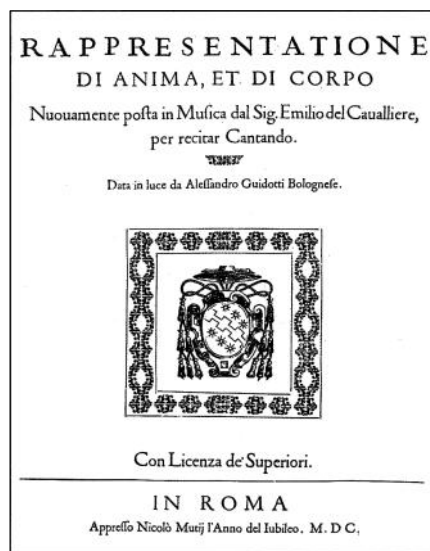 RAPPRESENTATIONE
DI ANIMA, ET DI CORPO
Nuouamente poſta in Muſica dal Sig. Emilio del Caualliere,
per recitar Cantando.
Data in luce da Aleſſandro Guidotti Bologneſe.
Con Licenza de' Superiori.
IN ROMA
Appreſſo Nicolò Mutij l'Anno del Iubileo. M. D C.